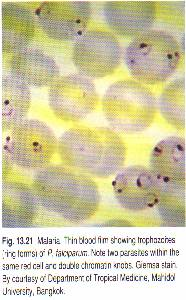 Fig. 13.21 Malaria. Thin blood film showing trophozoites
(ring forms) of P. falciparum. Note two parasites within the
same red cell and double chromatin knobs. Giemsa stain.
By courtesy of Department of Tropical Medicine, Mahidol
University, Bangkok.